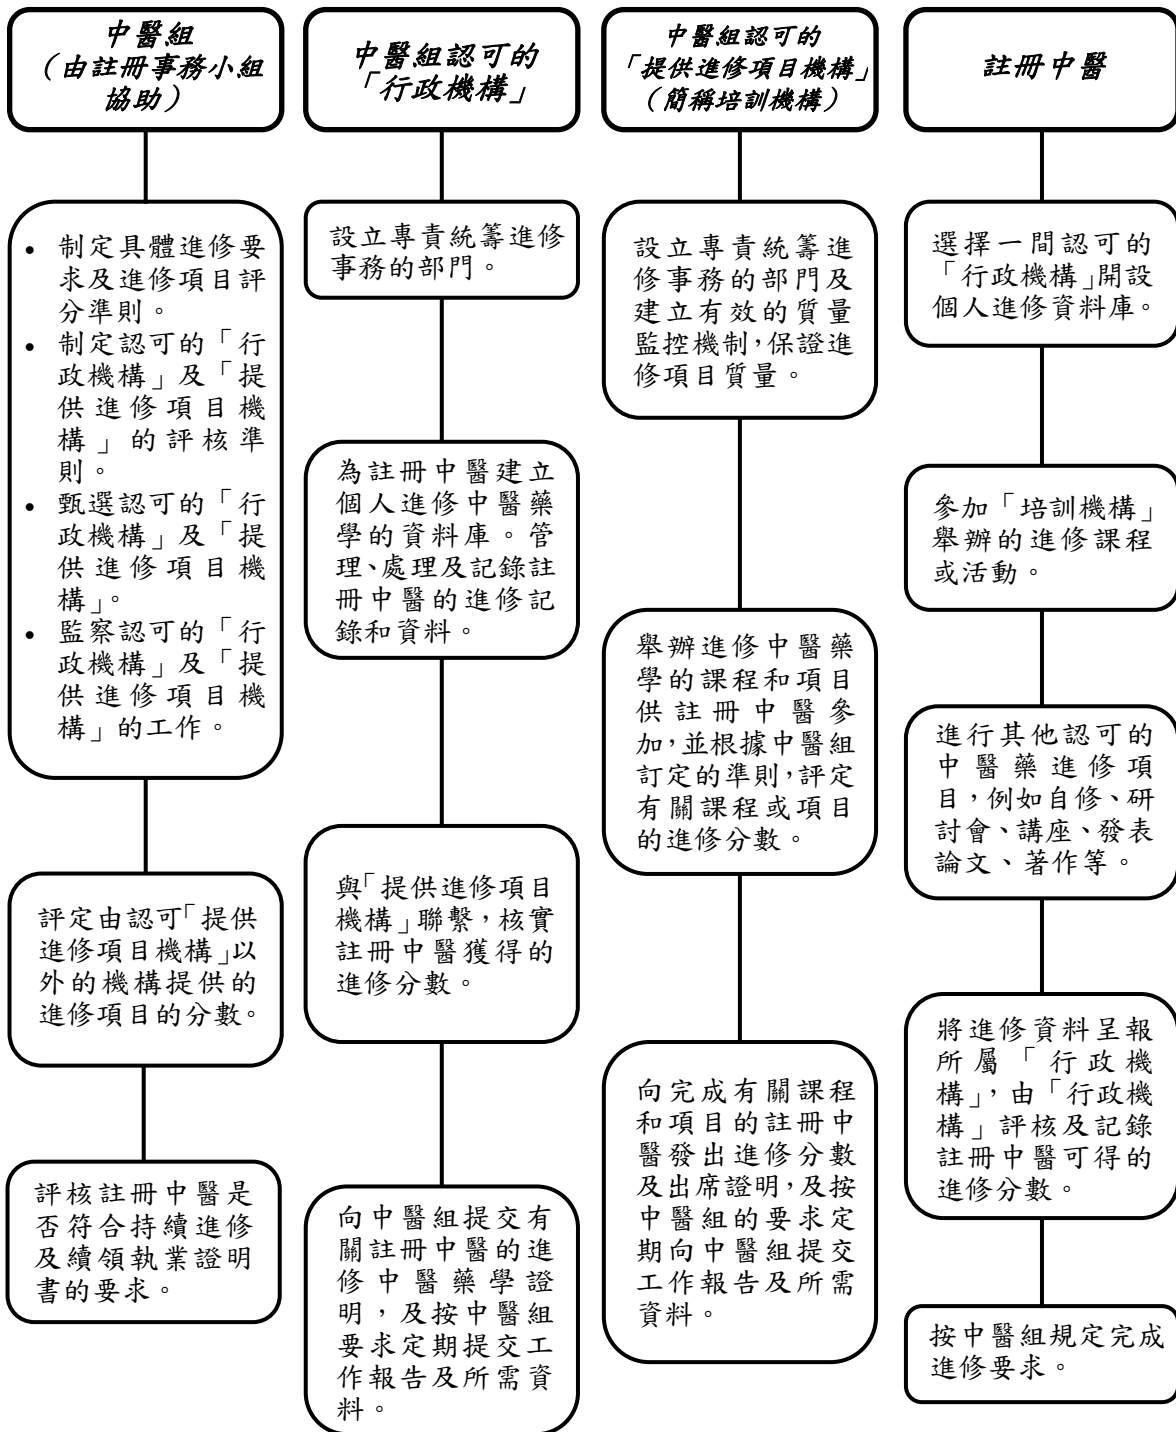 中醫組
（由註冊事務小組
協助）
• 制定具體進修要
求及進修項目評
分準則。
• 制定認可的「行
政機構」及「提
供進修項目機
構」的評核準
則。
• 甄選認可的「行
政機構」及「提
供進修項目機
構」。
• 監察認可的「行
政機構」及「提
供進修項目機
構」的工作。
評定由認可「提供
進修項目機構」以
外的機構提供的
進修項目的分數。
評核註冊中醫是
否符合持續進修
及續領執業證明
書的要求。
中醫組認可的
「行政機構」
設立專責統籌進修
事務的部門。
為註冊中醫建立
個人進修中醫藥
學的資料庫。管
理、處理及記錄註
冊中醫的進修記
錄和資料。
與「提供進修項目
機構」聯繫，核實
註冊中醫獲得的
進修分數。
向中醫組提交有
關註冊中醫的進
修中醫藥學證
明，及按中醫組
要求定期提交工
作報告及所需資
料。
中醫組認可的
「提供進修項目機構」
（簡稱培訓機構）
設立專責統籌進
修事務的部門及
建立有效的質量
監控機制，保證進
修項目質量。
舉辦進修中醫藥
學的課程和項目
供註冊中醫參
加，並根據中醫組
訂定的準則，評定
有關課程或項目
的進修分數。
向完成有關課程
和項目的註冊中
醫發出進修分數
及出席證明，及按
中醫組的要求定
期向中醫組提交
工作報告及所需
資料。
註冊中醫
選擇一間認可的
「行政機構」開設
個人進修資料庫。
參加「培訓機構」
舉辦的進修課程
或活動。
進行其他認可的
中醫藥進修項
目，例如自修、研
討會、講座、發表
論文、著作等。
將進修資料呈報
所屬「行政機
構」，由「行政機
構」評核及記錄
註冊中醫可得的
進修分數。
按中醫組規定完成
進修要求。